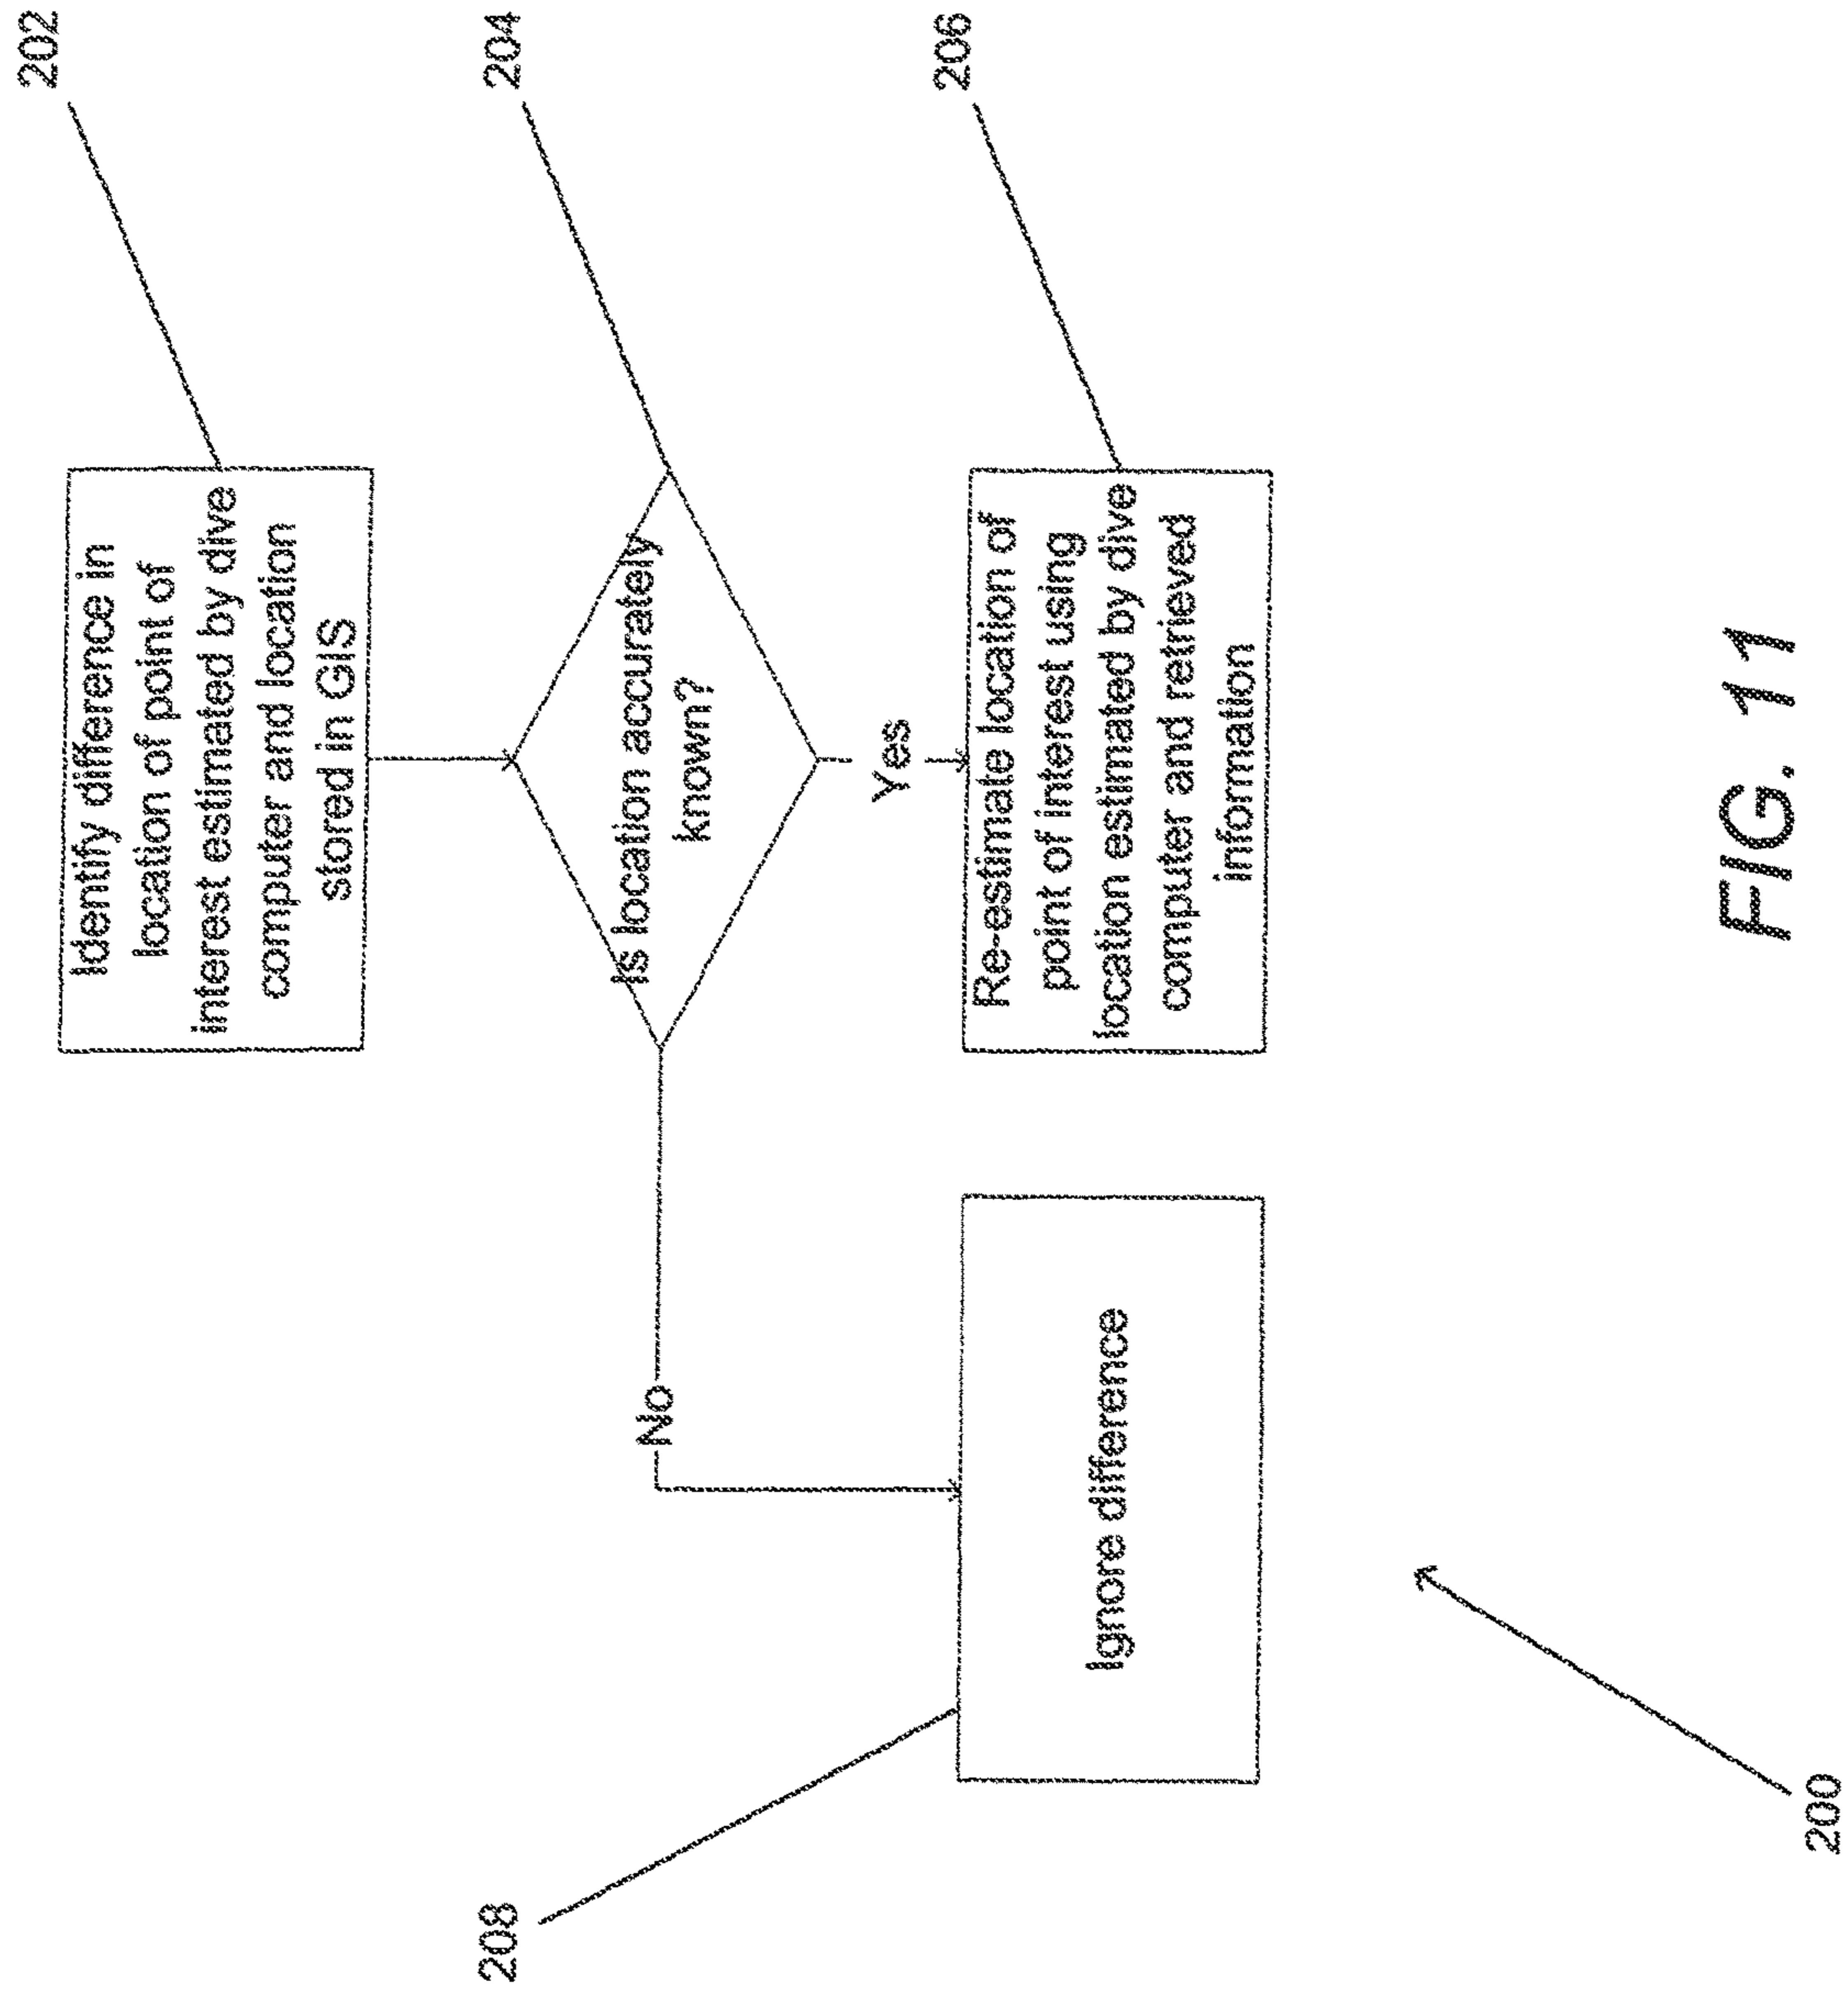 202
Identify difference in
location of point of
interest estimated by dive
computer and location
stored in GIS
204
Is location accurately
known?
No
Yes
206
Re-estimate location of
point of interest using
location estimated by dive
computer and retrieved
information
208
Ignore difference
200
FIG. 11